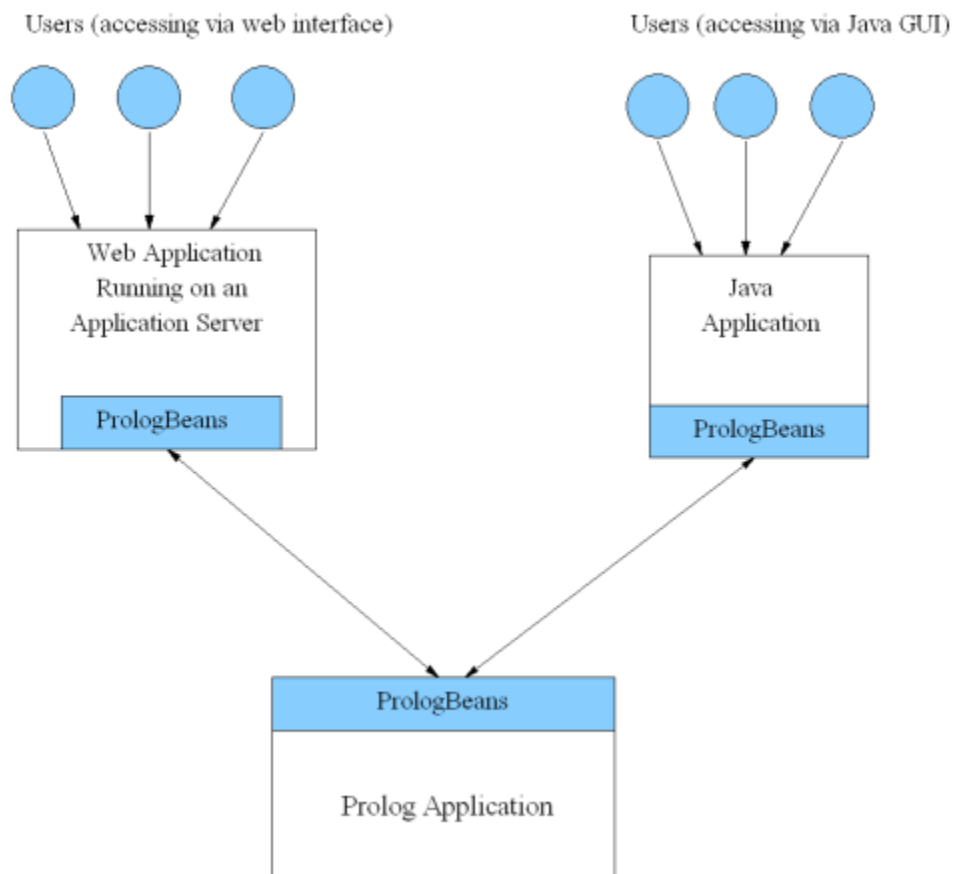 Users (accessing via web interface)
Users (accessing via Java GUI)
Web Application
Running on an
Application Server
PrologBeans
Java
Application
PrologBeans
PrologBeans
Prolog Application